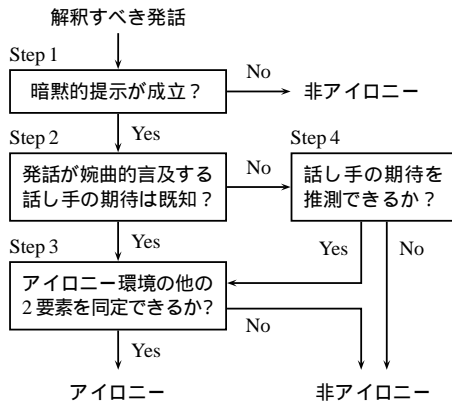 解釈すべき発話
Step 1
暗黙的提示が成立？
No
非アイロニー
Yes
Step 2
発話が婉曲的言及する
話し手の期待は既知？
No
Step 4
話し手の期待を
推測できるか？
Yes
Yes
No
Step 3
アイロニー環境の他の
2要素を同定できるか？
No
Yes
アイロニー
非アイロニー